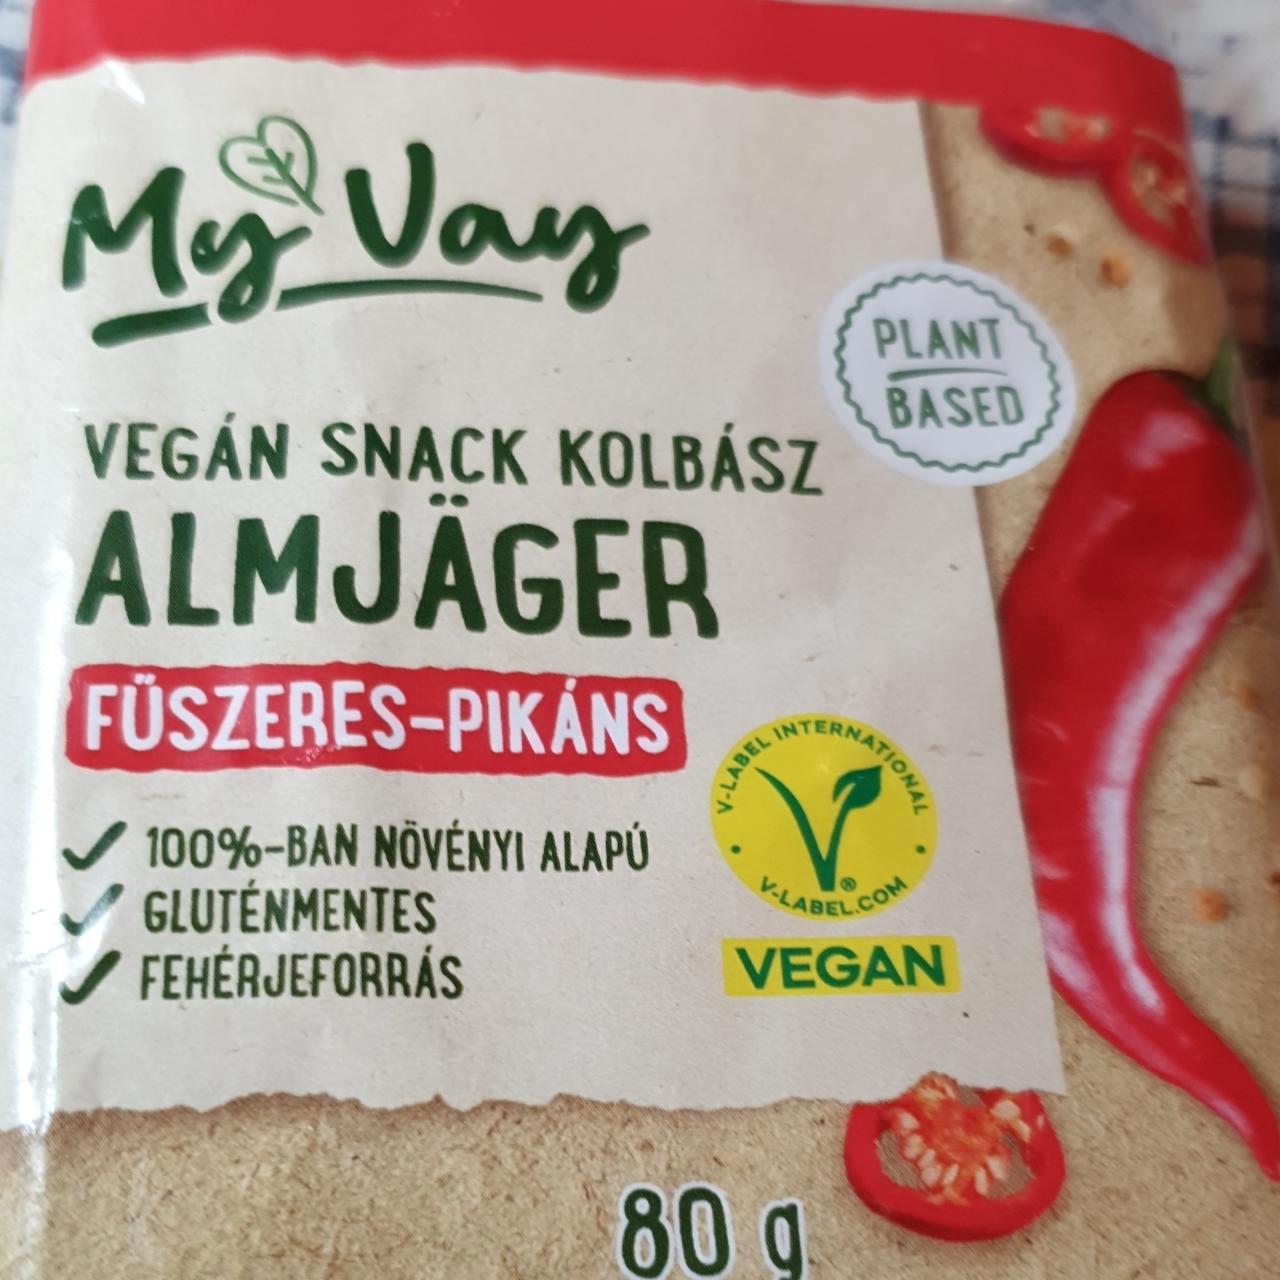 My Vay
PLANT
BASED
VEGÁN SNACK KOLBÁSZ
ALMJÄGER
FŰSZERES-PIKÁNS
100%-BAN NÖVÉNYI ALAPÚ
GLUTÉNMENTES
FEHÉRJEFORRÁS
V-LABEL INTERNATIONAL
®
V-LABEL.COM
VEGAN
80 g